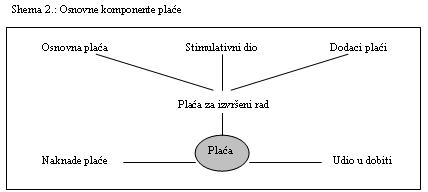 Shema 2.: Osnovne komponente plaće
Osnovna plaća Stimulativni dio Dodaci plaći
Plaća za izvršeni rad
Plaća
Naknade plaće Udio u dobiti